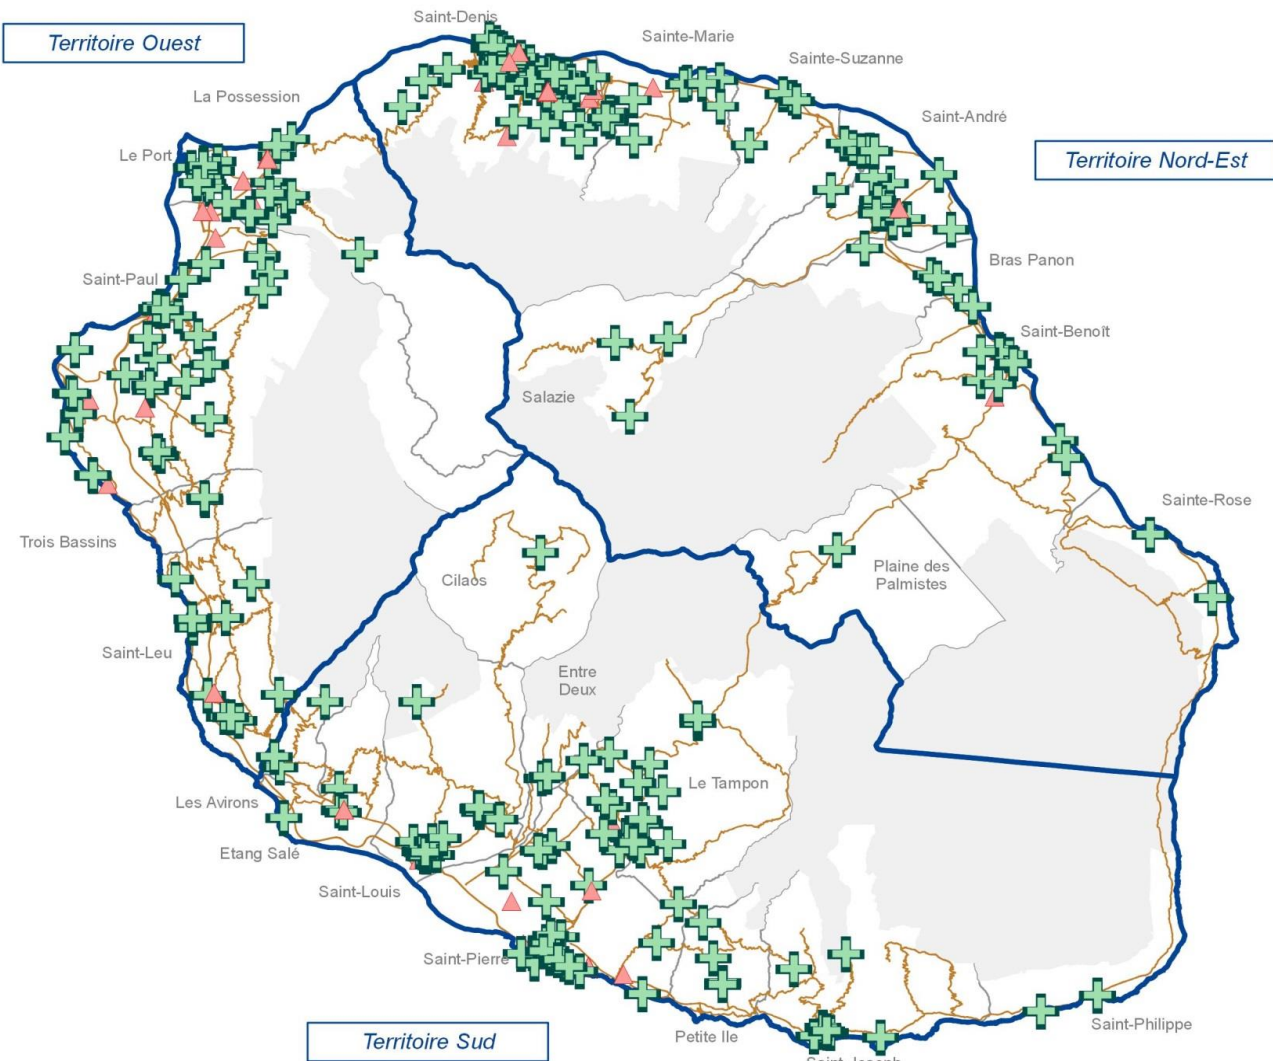 Saint-Denis
Territoire Ouest
Sainte-Marie
Sainte-Suzanne
La Possession
Saint-André
Le Port
Territoire Nord-Est
Bras Panon
Saint-Paul
Saint-Benoît
Salazie
Sainte-Rose
Trois Bassins
Cilaos
Plaine des
Palmistes
Saint-Leu
Entre
Deux
Le Tampon
Les Avirons
Etang Salé
Saint-Louis
Saint-Pierre
Saint-Philippe
Petite Ile
Territoire Sud
Saint-Joseph